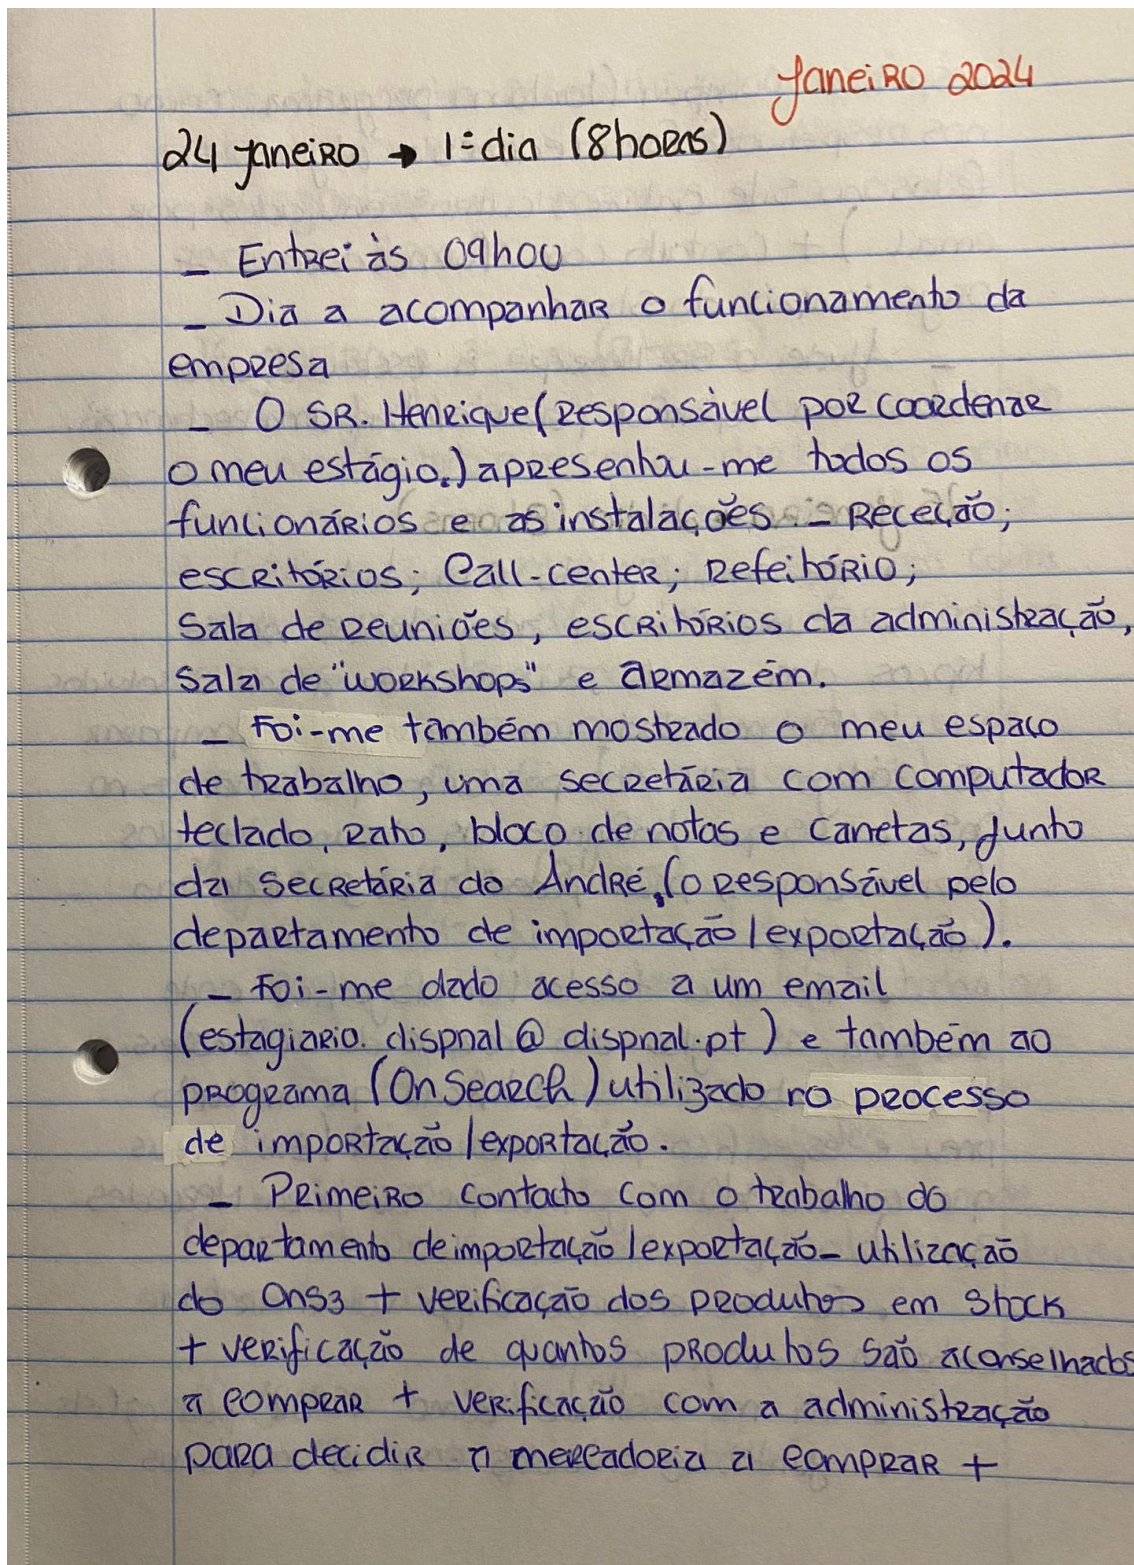 Janeiro 2024
24 janeiro → 1º dia (8 horas)
- Entrei às 09h00
- Dia a acompanhar o funcionamento da
empresa
- O SR. Henrique (responsável por coordenar
o meu estágio.) apresentou-me todos os
funcionários e as instalações. - Receção;
escritórios; Call-center; Refeitório;
Sala de reuniões, escritórios da administração,
Sala de "workshops" e armazém.
- Foi-me também mostrado o meu espaço
de trabalho, uma secretária com computador
teclado, rato, bloco de notas e canetas, junto
da secretária do André, (o responsável pelo
departamento de importação/exportação).
- Foi-me dado acesso a um email
(estagiario.dispnal@dispnal.pt) e também ao
programa (OnSearch) utilizado no processo
de importação/exportação.
- Primeiro contacto com o trabalho do
departamento de importação/exportação - utilização
do Ons3 + verificação dos produtos em stock
+ verificação de quantos produtos são aconselhados
a comprar + verificação com a administração
para decidir a mercadoria a comprar +